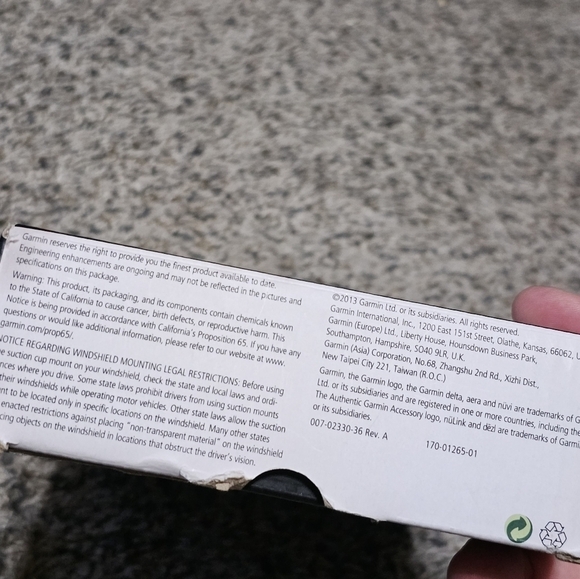 Garmin reserves the right to provide you the finest product available to date.
Engineering enhancements are ongoing and may not be reflected in the pictures and
specifications on this package.
Warning: This product, its packaging, and its components contain chemicals known
to the State of California to cause cancer, birth defects, or reproductive harm. This
Notice is being provided in accordance with California's Proposition 65. If you have any
questions or would like additional information, please refer to our website at www.
garmin.com/prop65/.
NOTICE REGARDING WINDSHIELD MOUNTING LEGAL RESTRICTIONS: Before using
e suction cup mount on your windshield, check the state and local laws and ordi-
nces where you drive. Some state laws prohibit drivers from using suction mounts
their windshields while operating motor vehicles. Other state laws allow the suction
nt to be located only in specific locations on the windshield. Many other states
enacted restrictions against placing "non-transparent material" on the windshield
cing objects on the windshield in locations that obstruct the driver's vision.
©2013 Garmin Ltd. or its subsidiaries. All rights reserved.
Garmin International, Inc., 1200 East 151st Street, Olathe, Kansas, 66062, U
Garmin (Europe) Ltd., Liberty House, Hounsdown Business Park,
Southampton, Hampshire, SO40 9LR, U.K.
Garmin (Asia) Corporation, No.68, Zhangshu 2nd Rd., Xizhi Dist.,
New Taipei City 221, Taiwan (R.O.C.)
Garmin, the Garmin logo, the Garmin delta, aera and nüvi are trademarks of G
Ltd. or its subsidiaries and are registered in one or more countries, including the
The Authentic Garmin Accessory logo, nüLink and dēzl are trademarks of Garmi
or its subsidiaries.
007-02330-36 Rev. A
170-01265-01